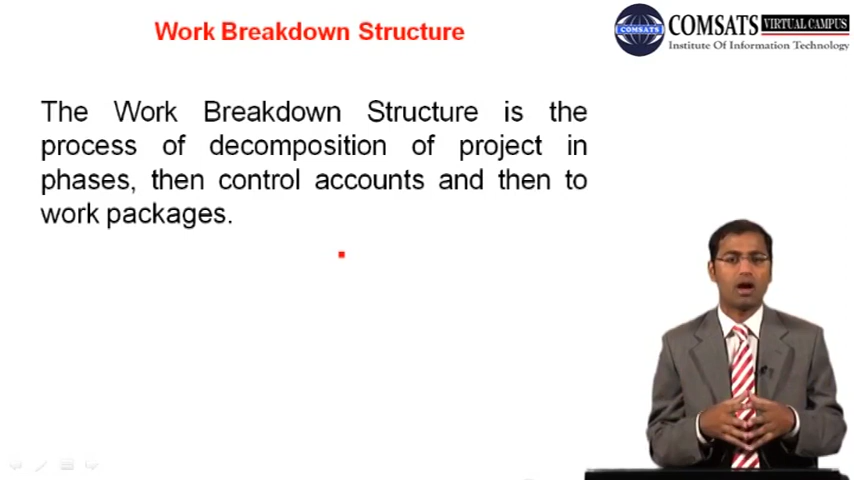 Work Breakdown Structure
COMSATS
COMSATS
VIRTUAL CAMPUS
Institute Of Information Technology
The Work Breakdown Structure is the
process of decomposition of project in
phases, then control accounts and then to
work packages.